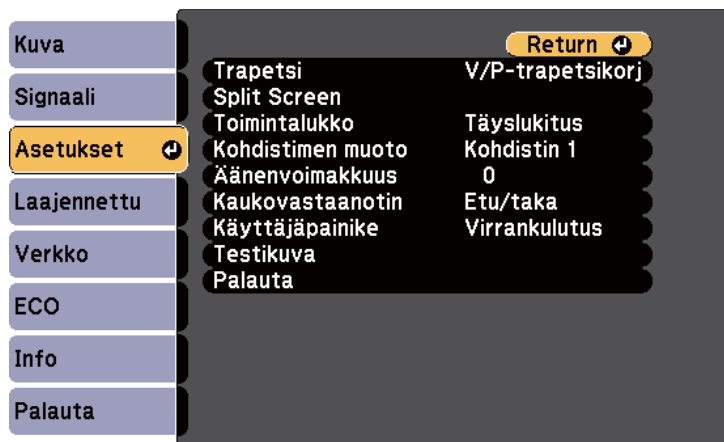 Kuva
Signaali
Asetukset
Laajennettu
Verkko
ECO
Info
Palauta
Return
Trapetsi V/P-trapetsikorj
Split Screen
Toimintalukko Täyslukitus
Kohdistimen muoto Kohdistin 1
Äänenvoimakkuus 0
Kaukovastaanotin Etu/taka
Käyttäjäpainike Virrankulutus
Testikuva
Palauta